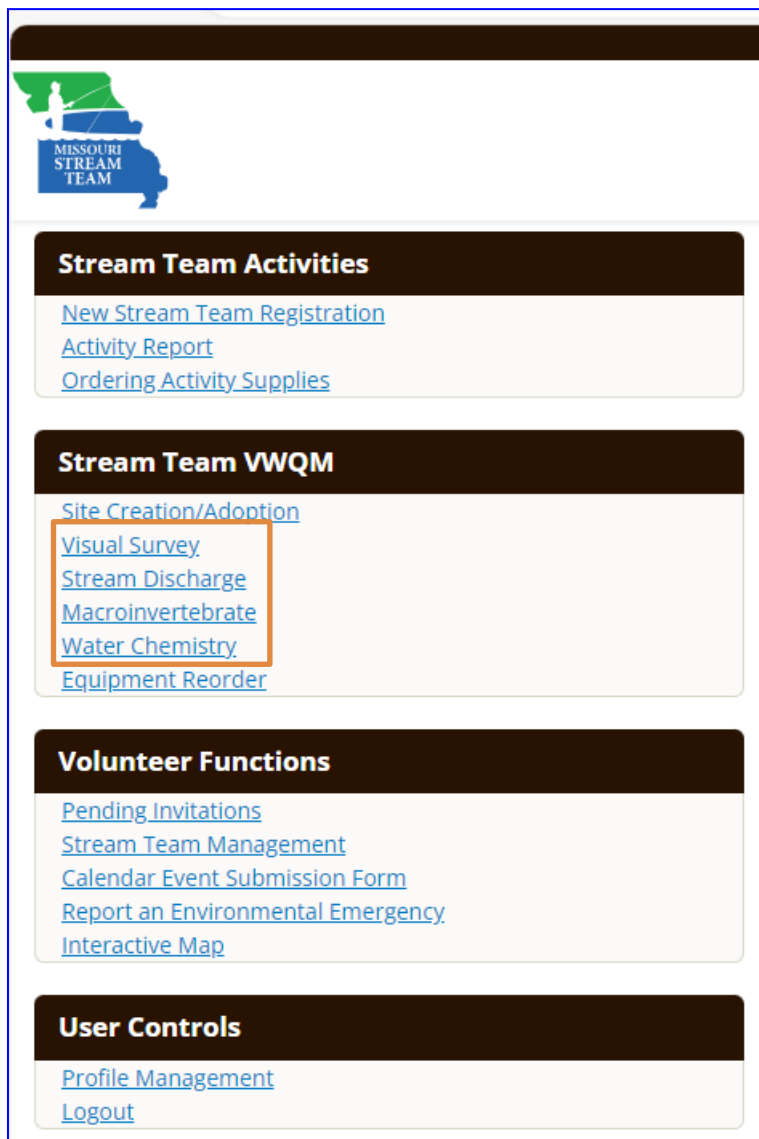 MISSOURI
STREAM
TEAM
Stream Team Activities
New Stream Team Registration
Activity Report
Ordering Activity Supplies
Stream Team VWQM
Site Creation/Adoption
Visual Survey
Stream Discharge
Macroinvertebrate
Water Chemistry
Equipment Reorder
Volunteer Functions
Pending Invitations
Stream Team Management
Calendar Event Submission Form
Report an Environmental Emergency
Interactive Map
User Controls
Profile Management
Logout